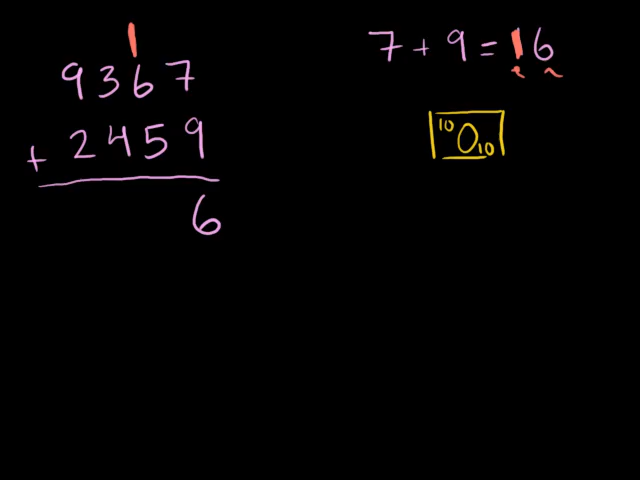 1
9367
+ 2459
6
7 + 9 = 16
10 0 10